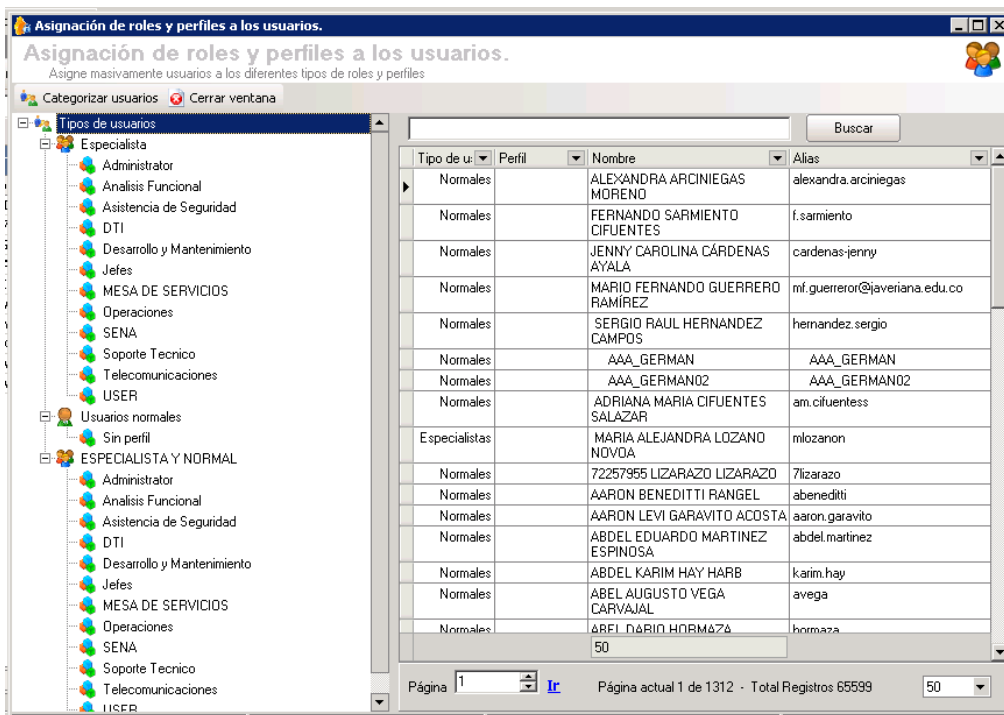 Asignación de roles y perfiles a los usuarios.
Asignación de roles y perfiles a los usuarios.
Asigne masivamente usuarios a los diferentes tipos de roles y perfiles
Categorizar usuarios Cerrar ventana
Tipos de usuarios
Especialista
Administrator
Analisis Funcional
Asistencia de Seguridad
DTI
Desarrollo y Mantenimiento
Jefes
MESA DE SERVICIOS
Operaciones
SENA
Soporte Tecnico
Telecomunicaciones
USER
Usuarios normales
Sin perfil
ESPECIALISTA Y NORMAL
Administrator
Analisis Funcional
Asistencia de Seguridad
DTI
Desarrollo y Mantenimiento
Jefes
MESA DE SERVICIOS
Operaciones
SENA
Soporte Tecnico
Telecomunicaciones
USER
Buscar
Tipo de u: Perfil Nombre Alias
Normales ALEXANDRA ARCINIEGAS alexandra.arciniegas
MORENO
Normales FERNANDO SARMIENTO f.sarmiento
CIFUENTES
Normales JENNY CAROLINA CÁRDENAS cardenas-jenny
AYALA
Normales MARIO FERNANDO GUERRERO mf.guerreror@javeriana.edu.co
RAMÍREZ
Normales SERGIO RAUL HERNANDEZ hernandez.sergio
CAMPOS
Normales AAA_GERMAN AAA_GERMAN
Normales AAA_GERMAN02 AAA_GERMAN02
Normales ADRIANA MARIA CIFUENTES am.cifuentess
SALAZAR
Especialistas MARIA ALEJANDRA LOZANO mlozanon
NOVOA
Normales 72257955 LIZARAZO LIZARAZO 7lizarazo
Normales AARON BENEDITTI RANGEL abeneditti
Normales AARON LEVI GARAVITO ACOSTA aaron.garavito
Normales ABDEL EDUARDO MARTINEZ abdel.martinez
ESPINOSA
Normales ABDEL KARIM HAY HARB karim.hay
Normales ABEL AUGUSTO VEGA avega
CARVAJAL
Normales ABEL DARIO HORMAZA hormaza
50
Página 1 Ir Página actual 1 de 1312 - Total Registros 65599 50